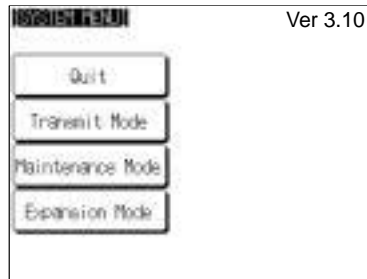 [SYSTEM MENU]
Ver 3.10
Quit
Transmit Mode
Maintenance Mode
Expansion Mode